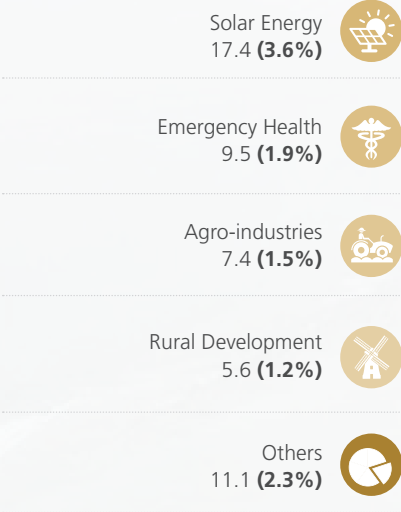 Solar Energy
17.4 (3.6%)
Emergency Health
9.5 (1.9%)
Agro-industries
7.4 (1.5%)
Rural Development
5.6 (1.2%)
Others
11.1 (2.3%)